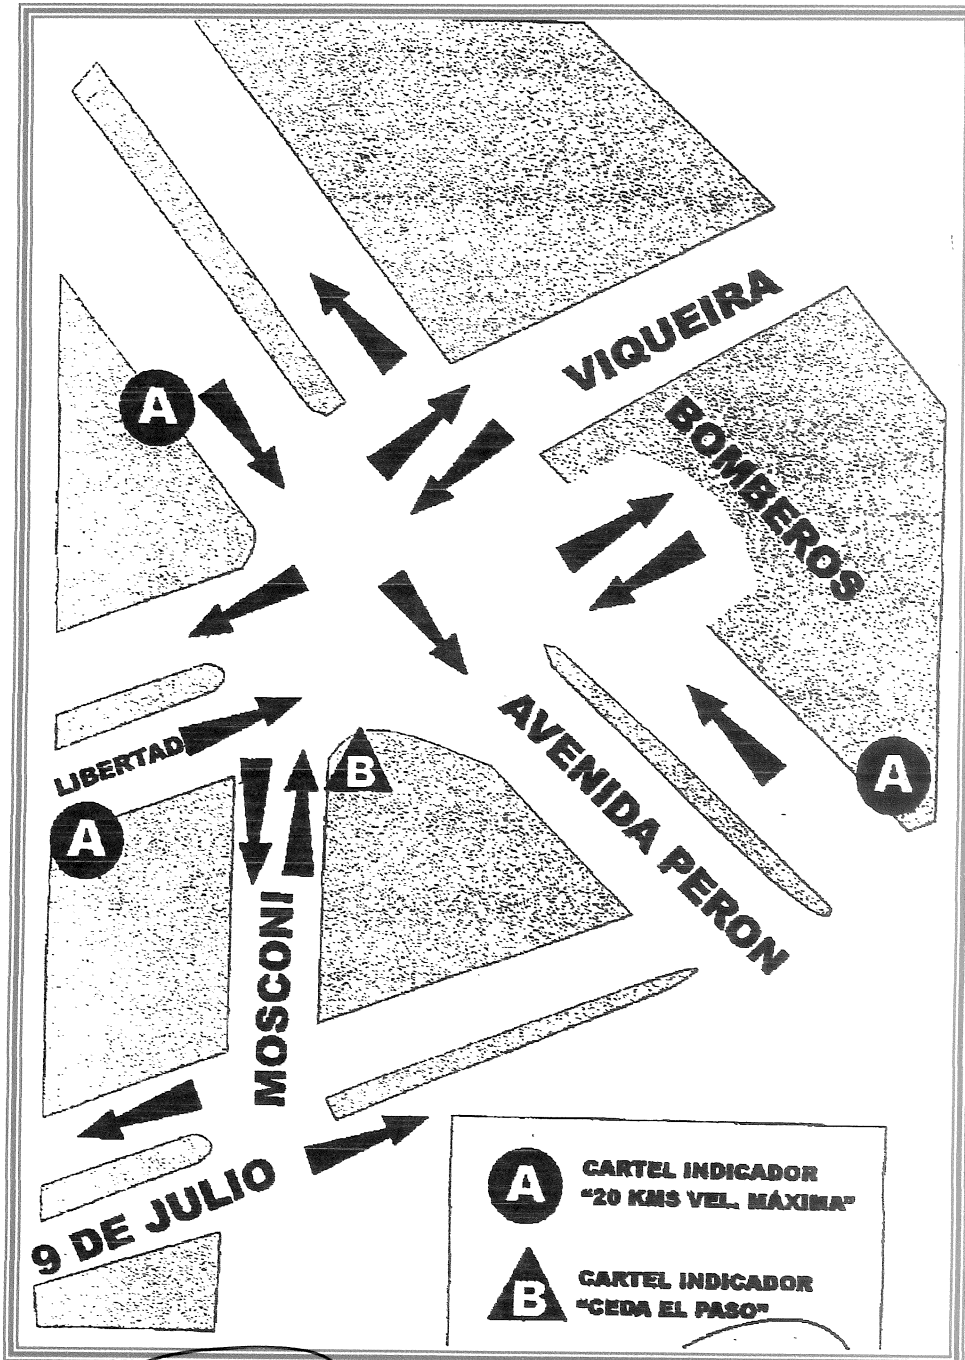 VIQUEIRA
BOMBEROS
A
AVENIDA PERON
LIBERTAD
B
A
A
MOSCONI
9 DE JULIO
A CARTEL INDICADOR
"20 KMS VEL. MÁXIMA"
B CARTEL INDICADOR
"CEDA EL PASO"